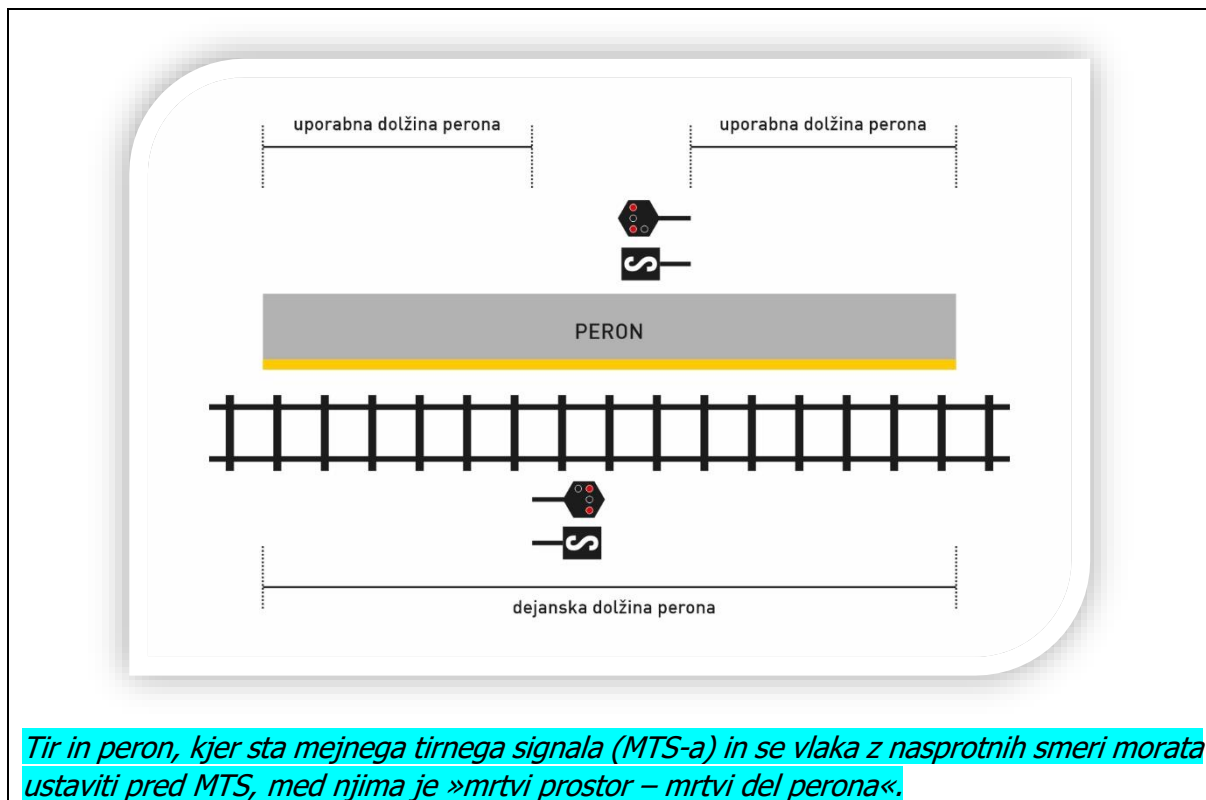 uporabna dolžina perona
uporabna dolžina perona
S
PERON
S
dejanska dolžina perona
Tir in peron, kjer sta mejnega tirnega signala (MTS-a) in se vlaka z nasprotnih smeri morata
ustaviti pred MTS, med njima je »mrtvi prostor – mrtvi del perona«.